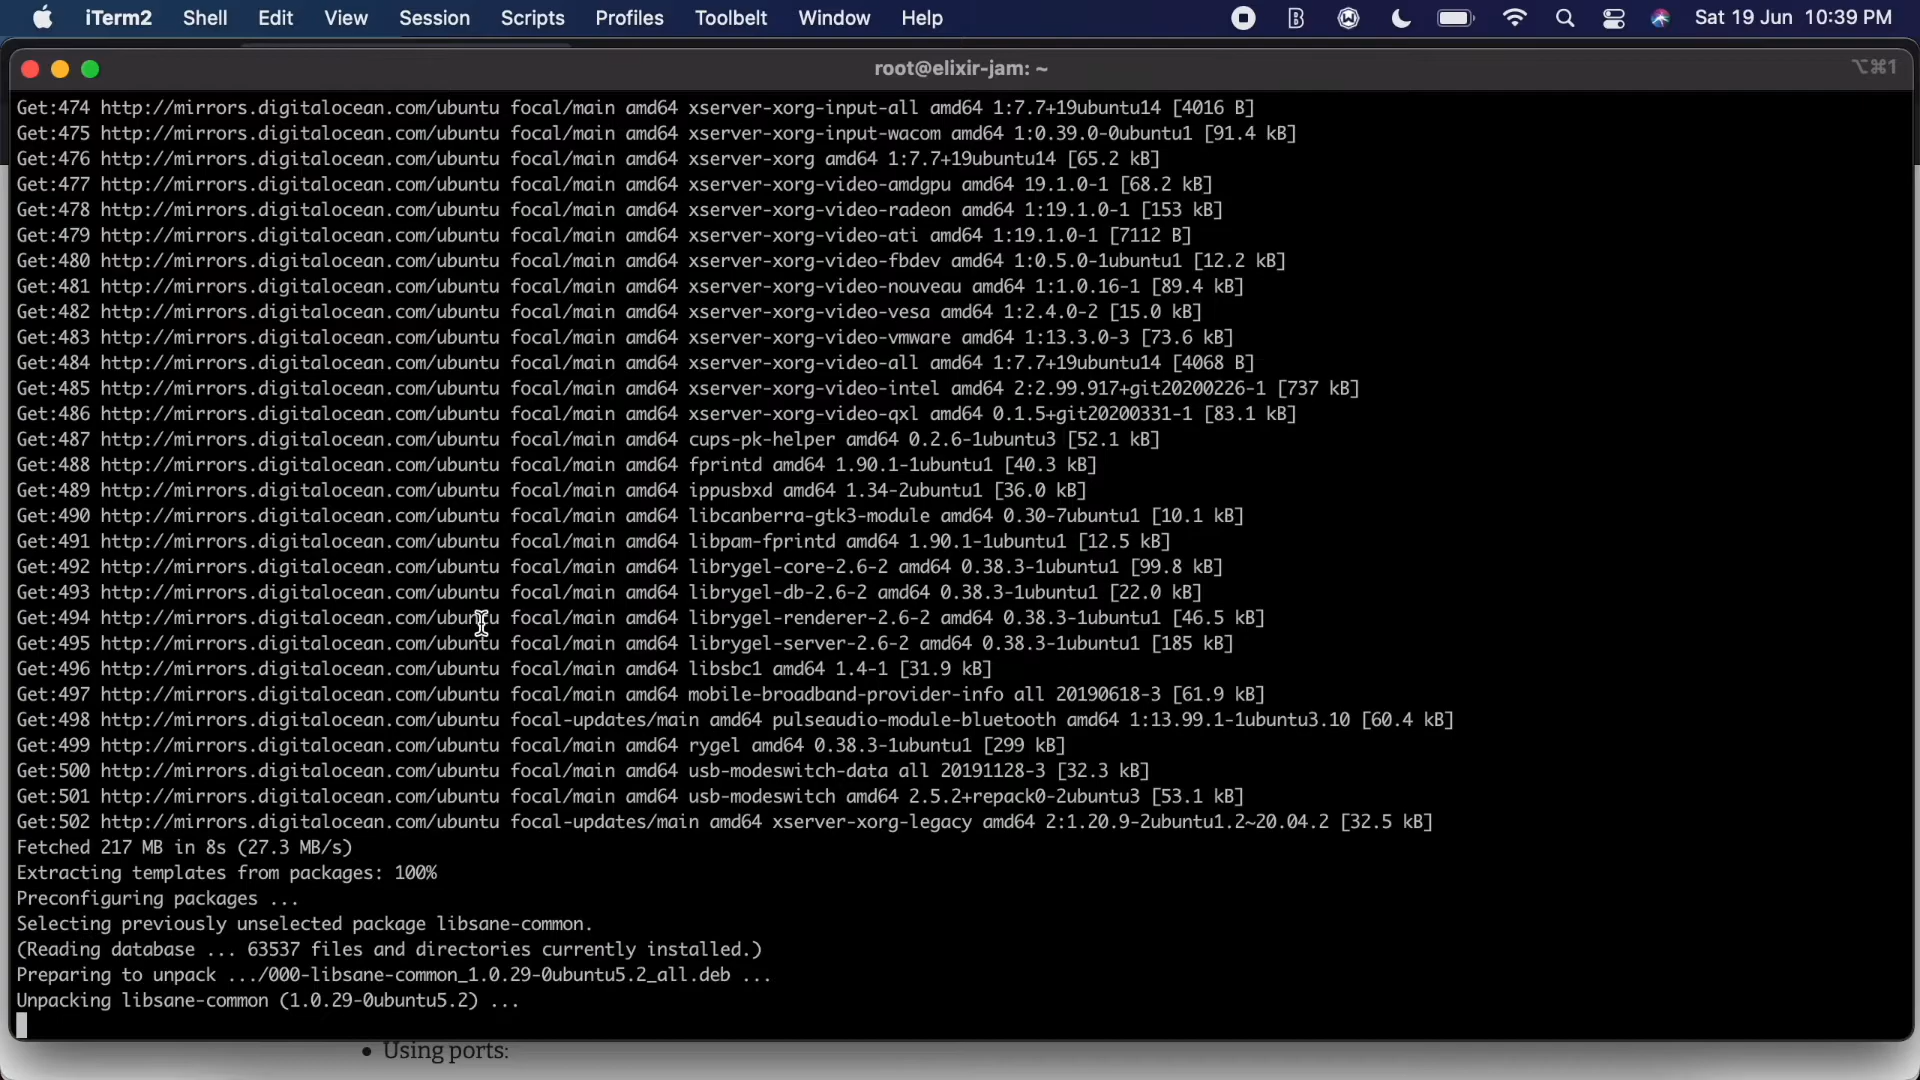 iTerm2 Shell Edit View Session Scripts Profiles Toolbelt Window Help Sat 19 Jun 10:39 PM
root@elixir-jam: ~ ⌥⌘1
Get:474 http://mirrors.digitalocean.com/ubuntu focal/main amd64 xserver-xorg-input-all amd64 1:7.7+19ubuntu14 [4016 B]
Get:475 http://mirrors.digitalocean.com/ubuntu focal/main amd64 xserver-xorg-input-wacom amd64 1:0.39.0-0ubuntu1 [91.4 kB]
Get:476 http://mirrors.digitalocean.com/ubuntu focal/main amd64 xserver-xorg amd64 1:7.7+19ubuntu14 [65.2 kB]
Get:477 http://mirrors.digitalocean.com/ubuntu focal/main amd64 xserver-xorg-video-amdgpu amd64 19.1.0-1 [68.2 kB]
Get:478 http://mirrors.digitalocean.com/ubuntu focal/main amd64 xserver-xorg-video-radeon amd64 1:19.1.0-1 [153 kB]
Get:479 http://mirrors.digitalocean.com/ubuntu focal/main amd64 xserver-xorg-video-ati amd64 1:19.1.0-1 [7112 B]
Get:480 http://mirrors.digitalocean.com/ubuntu focal/main amd64 xserver-xorg-video-fbdev amd64 1:0.5.0-1ubuntu1 [12.2 kB]
Get:481 http://mirrors.digitalocean.com/ubuntu focal/main amd64 xserver-xorg-video-nouveau amd64 1:1.0.16-1 [89.4 kB]
Get:482 http://mirrors.digitalocean.com/ubuntu focal/main amd64 xserver-xorg-video-vesa amd64 1:2.4.0-2 [15.0 kB]
Get:483 http://mirrors.digitalocean.com/ubuntu focal/main amd64 xserver-xorg-video-vmware amd64 1:13.3.0-3 [73.6 kB]
Get:484 http://mirrors.digitalocean.com/ubuntu focal/main amd64 xserver-xorg-video-all amd64 1:7.7+19ubuntu14 [4068 B]
Get:485 http://mirrors.digitalocean.com/ubuntu focal/main amd64 xserver-xorg-video-intel amd64 2:2.99.917+git20200226-1 [737 kB]
Get:486 http://mirrors.digitalocean.com/ubuntu focal/main amd64 xserver-xorg-video-qxl amd64 0.1.5+git20200331-1 [83.1 kB]
Get:487 http://mirrors.digitalocean.com/ubuntu focal/main amd64 cups-pk-helper amd64 0.2.6-1ubuntu3 [52.1 kB]
Get:488 http://mirrors.digitalocean.com/ubuntu focal/main amd64 fprintd amd64 1.90.1-1ubuntu1 [40.3 kB]
Get:489 http://mirrors.digitalocean.com/ubuntu focal/main amd64 ippusbxd amd64 1.34-2ubuntu1 [36.0 kB]
Get:490 http://mirrors.digitalocean.com/ubuntu focal/main amd64 libcanberra-gtk3-module amd64 0.30-7ubuntu1 [10.1 kB]
Get:491 http://mirrors.digitalocean.com/ubuntu focal/main amd64 libpam-fprintd amd64 1.90.1-1ubuntu1 [12.5 kB]
Get:492 http://mirrors.digitalocean.com/ubuntu focal/main amd64 librygel-core-2.6-2 amd64 0.38.3-1ubuntu1 [99.8 kB]
Get:493 http://mirrors.digitalocean.com/ubuntu focal/main amd64 librygel-db-2.6-2 amd64 0.38.3-1ubuntu1 [22.0 kB]
Get:494 http://mirrors.digitalocean.com/ubuntu focal/main amd64 librygel-renderer-2.6-2 amd64 0.38.3-1ubuntu1 [46.5 kB]
Get:495 http://mirrors.digitalocean.com/ubuntu focal/main amd64 librygel-server-2.6-2 amd64 0.38.3-1ubuntu1 [185 kB]
Get:496 http://mirrors.digitalocean.com/ubuntu focal/main amd64 libsbc1 amd64 1.4-1 [31.9 kB]
Get:497 http://mirrors.digitalocean.com/ubuntu focal/main amd64 mobile-broadband-provider-info all 20190618-3 [61.9 kB]
Get:498 http://mirrors.digitalocean.com/ubuntu focal-updates/main amd64 pulseaudio-module-bluetooth amd64 1:13.99.1-1ubuntu3.10 [60.4 kB]
Get:499 http://mirrors.digitalocean.com/ubuntu focal/main amd64 rygel amd64 0.38.3-1ubuntu1 [299 kB]
Get:500 http://mirrors.digitalocean.com/ubuntu focal/main amd64 usb-modeswitch-data all 20191128-3 [32.3 kB]
Get:501 http://mirrors.digitalocean.com/ubuntu focal/main amd64 usb-modeswitch amd64 2.5.2+repack0-2ubuntu3 [53.1 kB]
Get:502 http://mirrors.digitalocean.com/ubuntu focal-updates/main amd64 xserver-xorg-legacy amd64 2:1.20.9-2ubuntu1.2~20.04.2 [32.5 kB]
Fetched 217 MB in 8s (27.3 MB/s)
Extracting templates from packages: 100%
Preconfiguring packages ...
Selecting previously unselected package libsane-common.
(Reading database ... 63537 files and directories currently installed.)
Preparing to unpack .../000-libsane-common_1.0.29-0ubuntu5.2_all.deb ...
Unpacking libsane-common (1.0.29-0ubuntu5.2) ...
• Using ports: